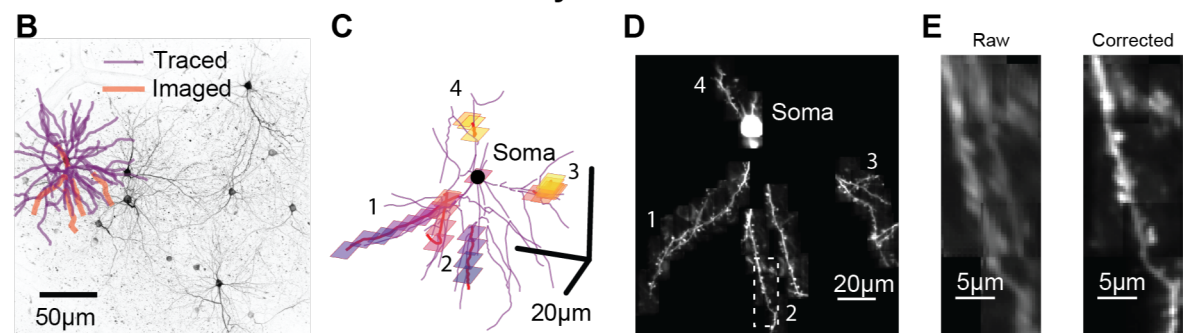 B
Traced
Imaged
50μm
C
4
Soma
3
1
2
20μm
D
4
Soma
3
1
2
20μm
E
Raw
Corrected
5μm
5μm